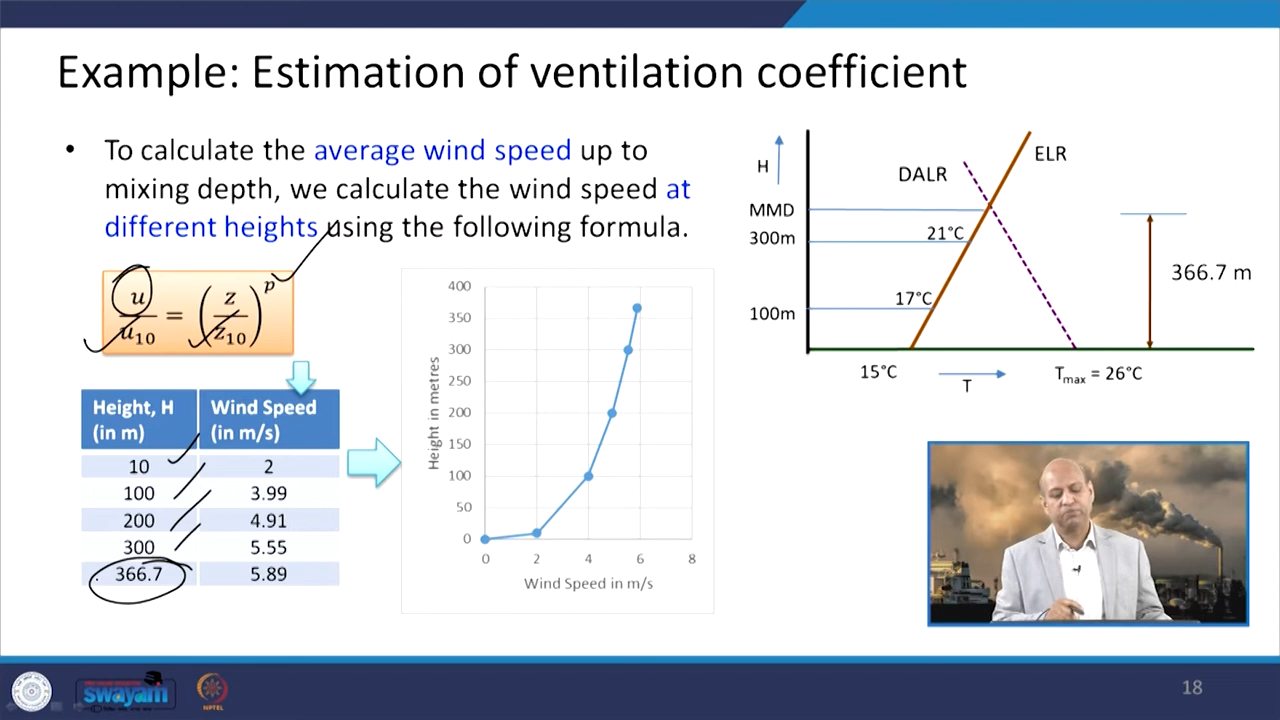 Example: Estimation of ventilation coefficient
• To calculate the average wind speed up to
mixing depth, we calculate the wind speed at
different heights using the following formula.
u/u₁₀ = (z/z₁₀)ᵖ
Height, H (in m) Wind Speed (in m/s)
10 2
100 3.99
200 4.91
300 5.55
366.7 5.89
Height in metres
400
350
300
250
200
150
100
50
0
0 2 4 6 8
Wind Speed in m/s
H
DALR
ELR
MMD
300m
21°C
17°C
100m
366.7 m
15°C
T
Tmax = 26°C
swayam
NPTEL
18